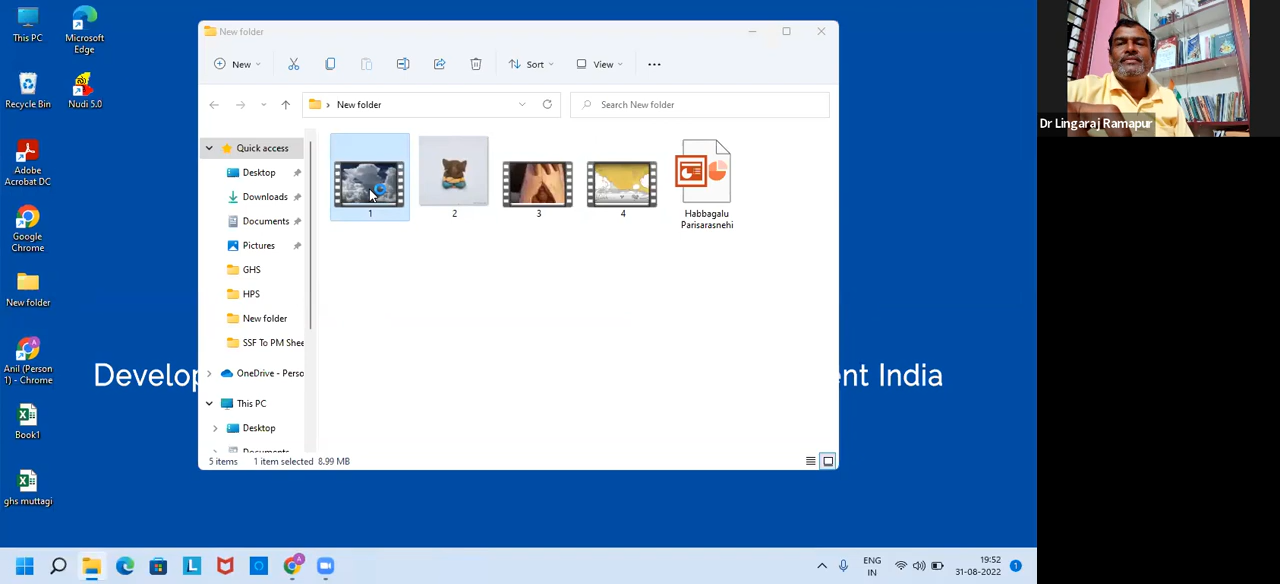 This PC
Microsoft
Edge
Recycle Bin
Nudi 5.0
Adobe
Acrobat DC
Google
Chrome
New folder
Anil (Person
1) - Chrome
Book1
ghs muttagi
New folder
New
Sort
View
New folder
Search New folder
Quick access
Desktop
Downloads
Documents
Pictures
GHS
HPS
New folder
SSF To PM Shee
OneDrive - Perso
This PC
Desktop
Documents
1
2
3
4
Habbagalu
Parisarasnehi
5 items
1 item selected 8.99 MB
Develop
ent India
ENG
IN
19:52
31-08-2022
1
Dr Lingaraj Ramapur